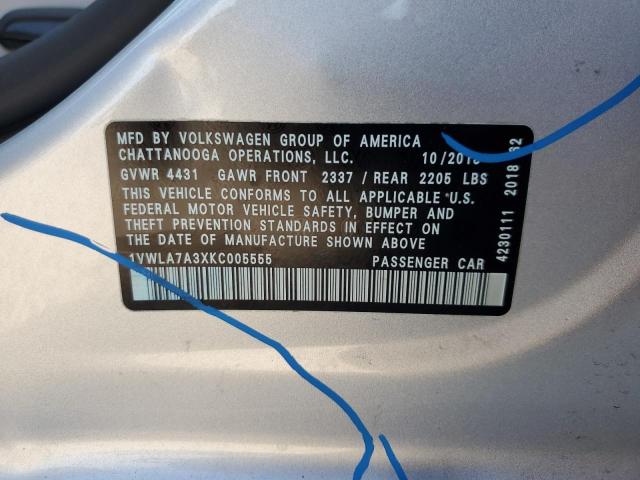 MFD BY VOLKSWAGEN GROUP OF AMERICA
CHATTANOOGA OPERATIONS, LLC.
GVWR 4431 GAWR FRONT 2337 / REAR 2205 LBS
THIS VEHICLE CONFORMS TO ALL APPLICABLE U.S.
FEDERAL MOTOR VEHICLE SAFETY, BUMPER AND
THEFT PREVENTION STANDARDS IN EFFECT ON
THE DATE OF MANUFACTURE SHOWN ABOVE
1VWLA7A3XKC005555 PASSENGER CAR
4230111